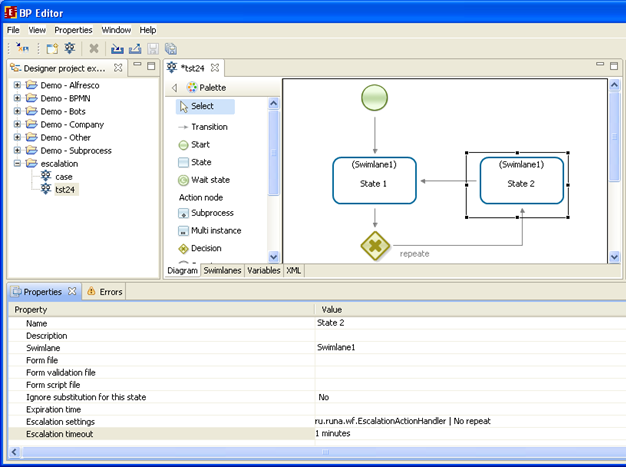 BP Editor
File View Properties Window Help
Designer project ex...
Demo - Alfresco
Demo - BPMN
Demo - Bots
Demo - Company
Demo - Other
Demo - Subprocess
escalation
case
tst24
*tst24
Palette
Select
Transition
Start
State
Wait state
Action node
Subprocess
Multi instance
Decision
(Swimlane1)
State 1
(Swimlane1)
State 2
repeat
Diagram Swimlanes Variables XML
Properties Errors
Property Value
Name State 2
Description
Swimlane Swimlane1
Form file
Form validation file
Form script file
Ignore substitution for this state No
Expiration time
Escalation settings ru.runa.wf.EscalationActionHandler | No repeat
Escalation timeout 1 minutes